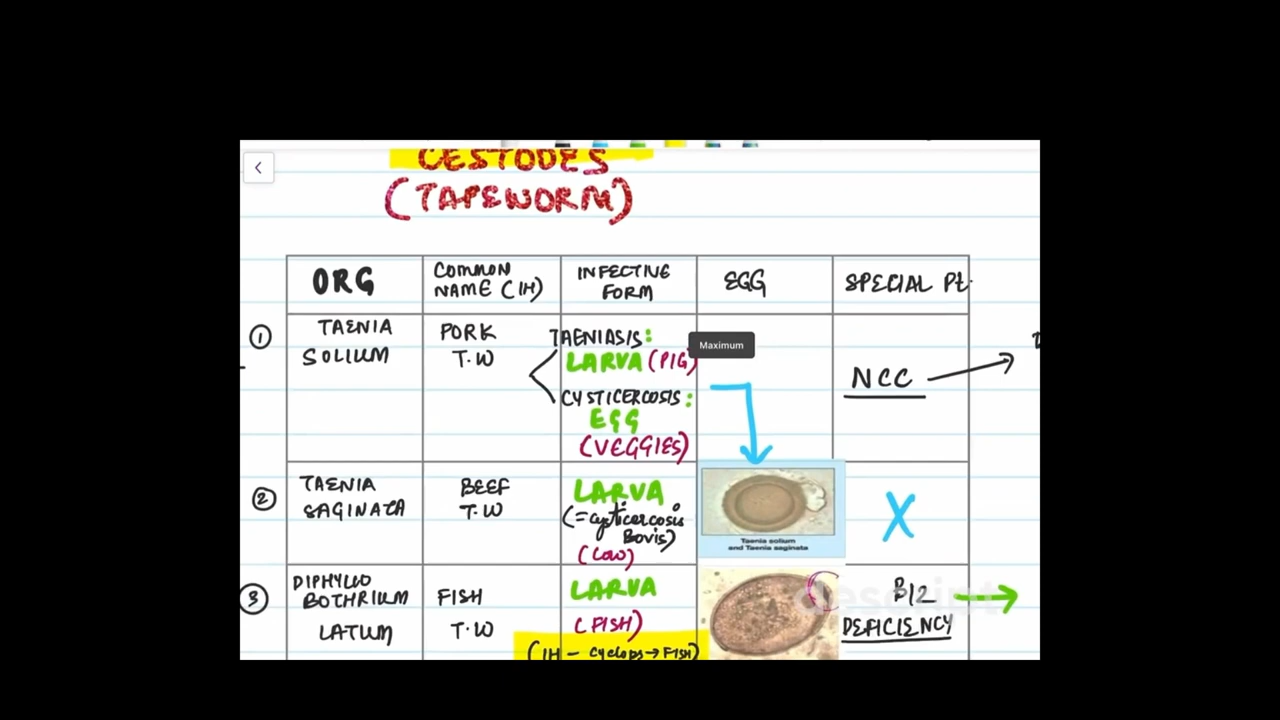 CESTODES
(TAPEWORM)
ORG
COMMON
NAME (IH)
INFECTIVE
FORM
EGG
SPECIAL Pt.
①
TAENIA
SOLIUM
PORK
T.W
TAENIASIS:
LARVA (PIG)
CYSTICERCOSIS:
EGG
(VEGGIES)
Maximum
NCC
②
TAENIA
SAGINATA
BEEF
T.W
LARVA
(= cysticercosis
Bovis)
(COW)
Taenia solium
and Taenia saginata
X
③
DIPHYLLO
BOTHRIUM
LATUM
FISH
T.W
LARVA
(FISH)
(IH – cyclops → FISH)
B12
DEFICIENCY
descript